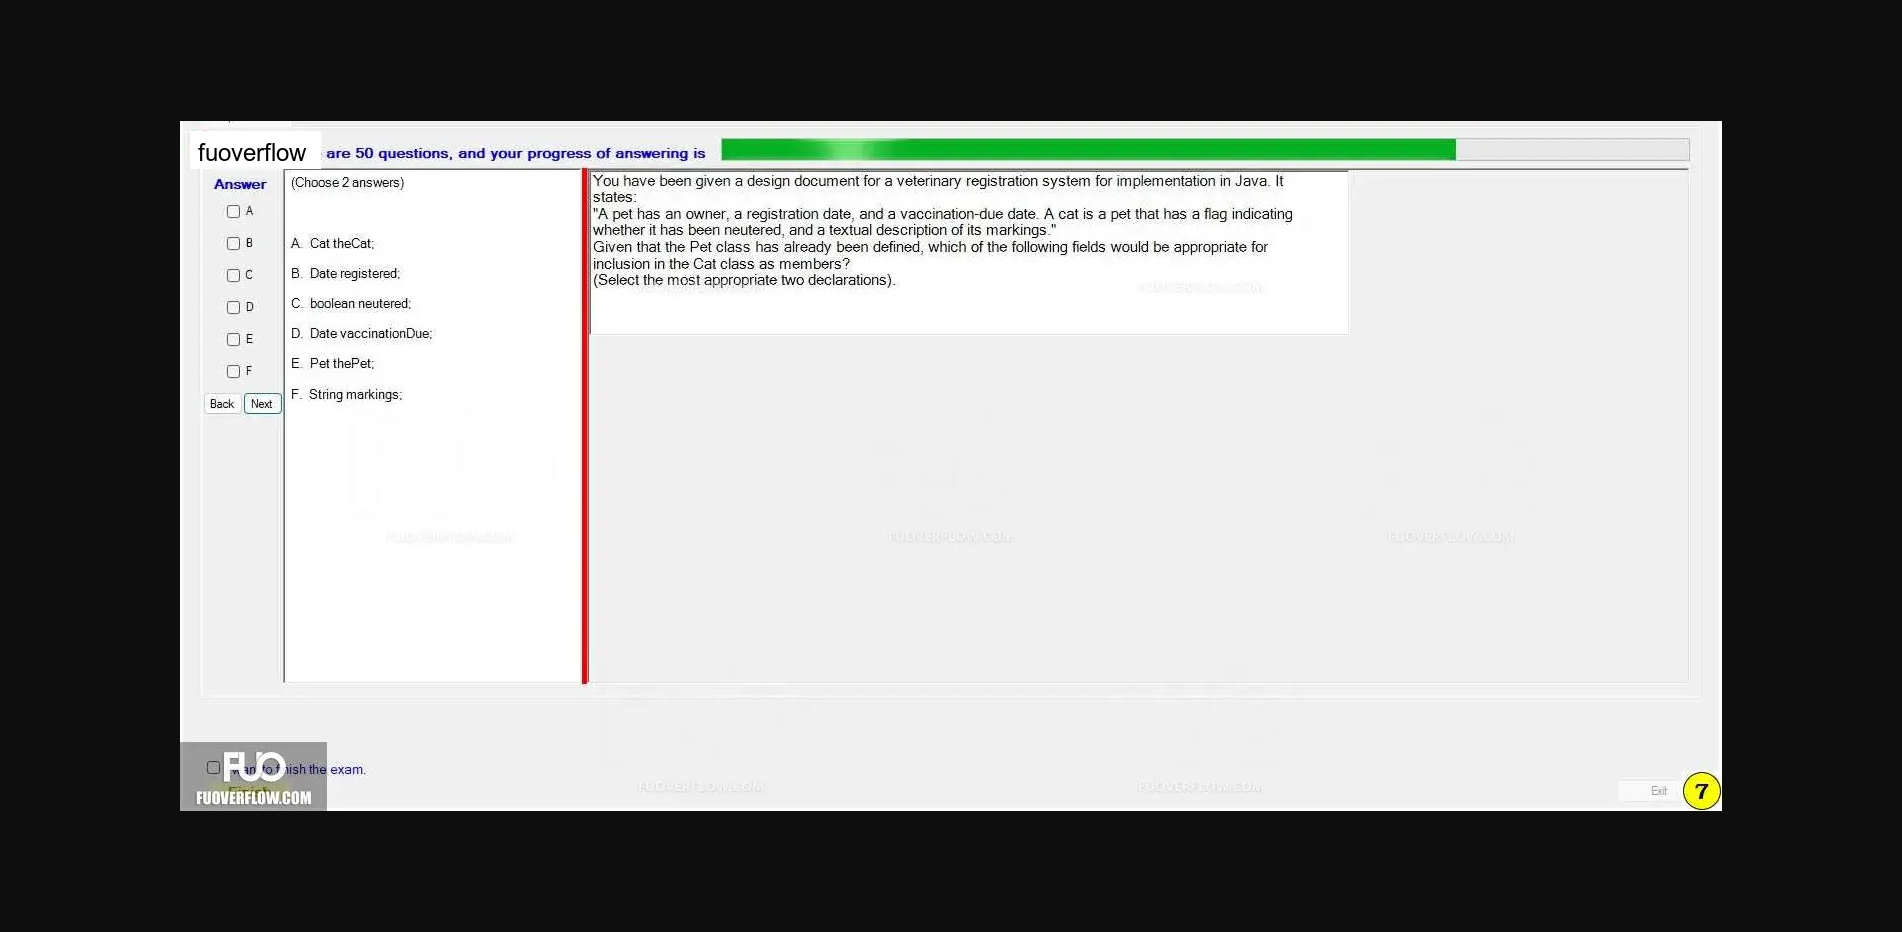 fuoverflow are 50 questions, and your progress of answering is
Answer
A
B
C
D
E
F
Back Next
(Choose 2 answers)
A. Cat theCat;
B. Date registered;
C. boolean neutered;
D. Date vaccinationDue;
E. Pet thePet;
F. String markings;
You have been given a design document for a veterinary registration system for implementation in Java. It
states:
"A pet has an owner, a registration date, and a vaccination-due date. A cat is a pet that has a flag indicating
whether it has been neutered, and a textual description of its markings."
Given that the Pet class has already been defined, which of the following fields would be appropriate for
inclusion in the Cat class as members?
(Select the most appropriate two declarations).
FUOVERFLOW.COM
FUOVERFLOW.COM
FUOVERFLOW.COM
FUOVERFLOW.COM
FUOVERFLOW.COM
FUOVERFLOW.COM
the exam.
FUO
FUOVERFLOW.COM
Exit
7